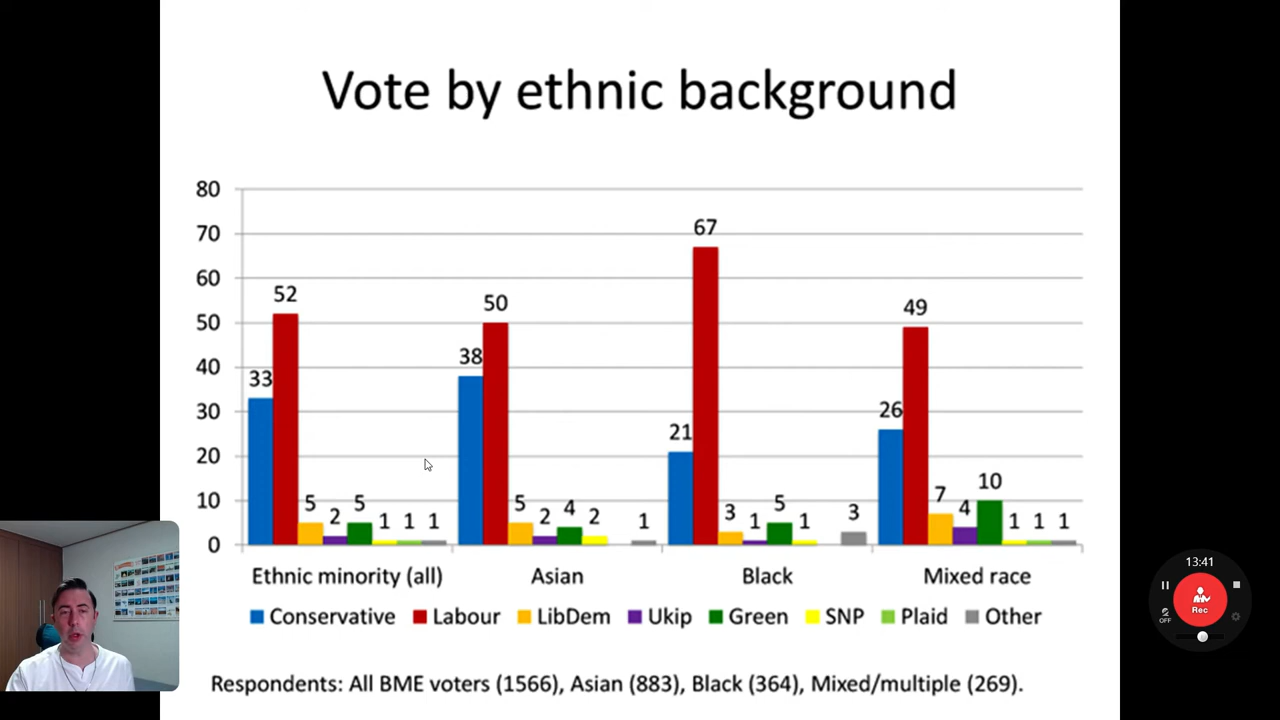 Vote by ethnic background
80
70
60
50
40
30
20
10
0
33 52 5 2 5 1 1 1
38 50 5 2 4 2 1
21 67 3 1 5 1 3
26 49 7 4 10 1 1 1
Ethnic minority (all) Asian Black Mixed race
Conservative Labour LibDem Ukip Green SNP Plaid Other
Respondents: All BME voters (1566), Asian (883), Black (364), Mixed/multiple (269).
13:41
Rec
OFF